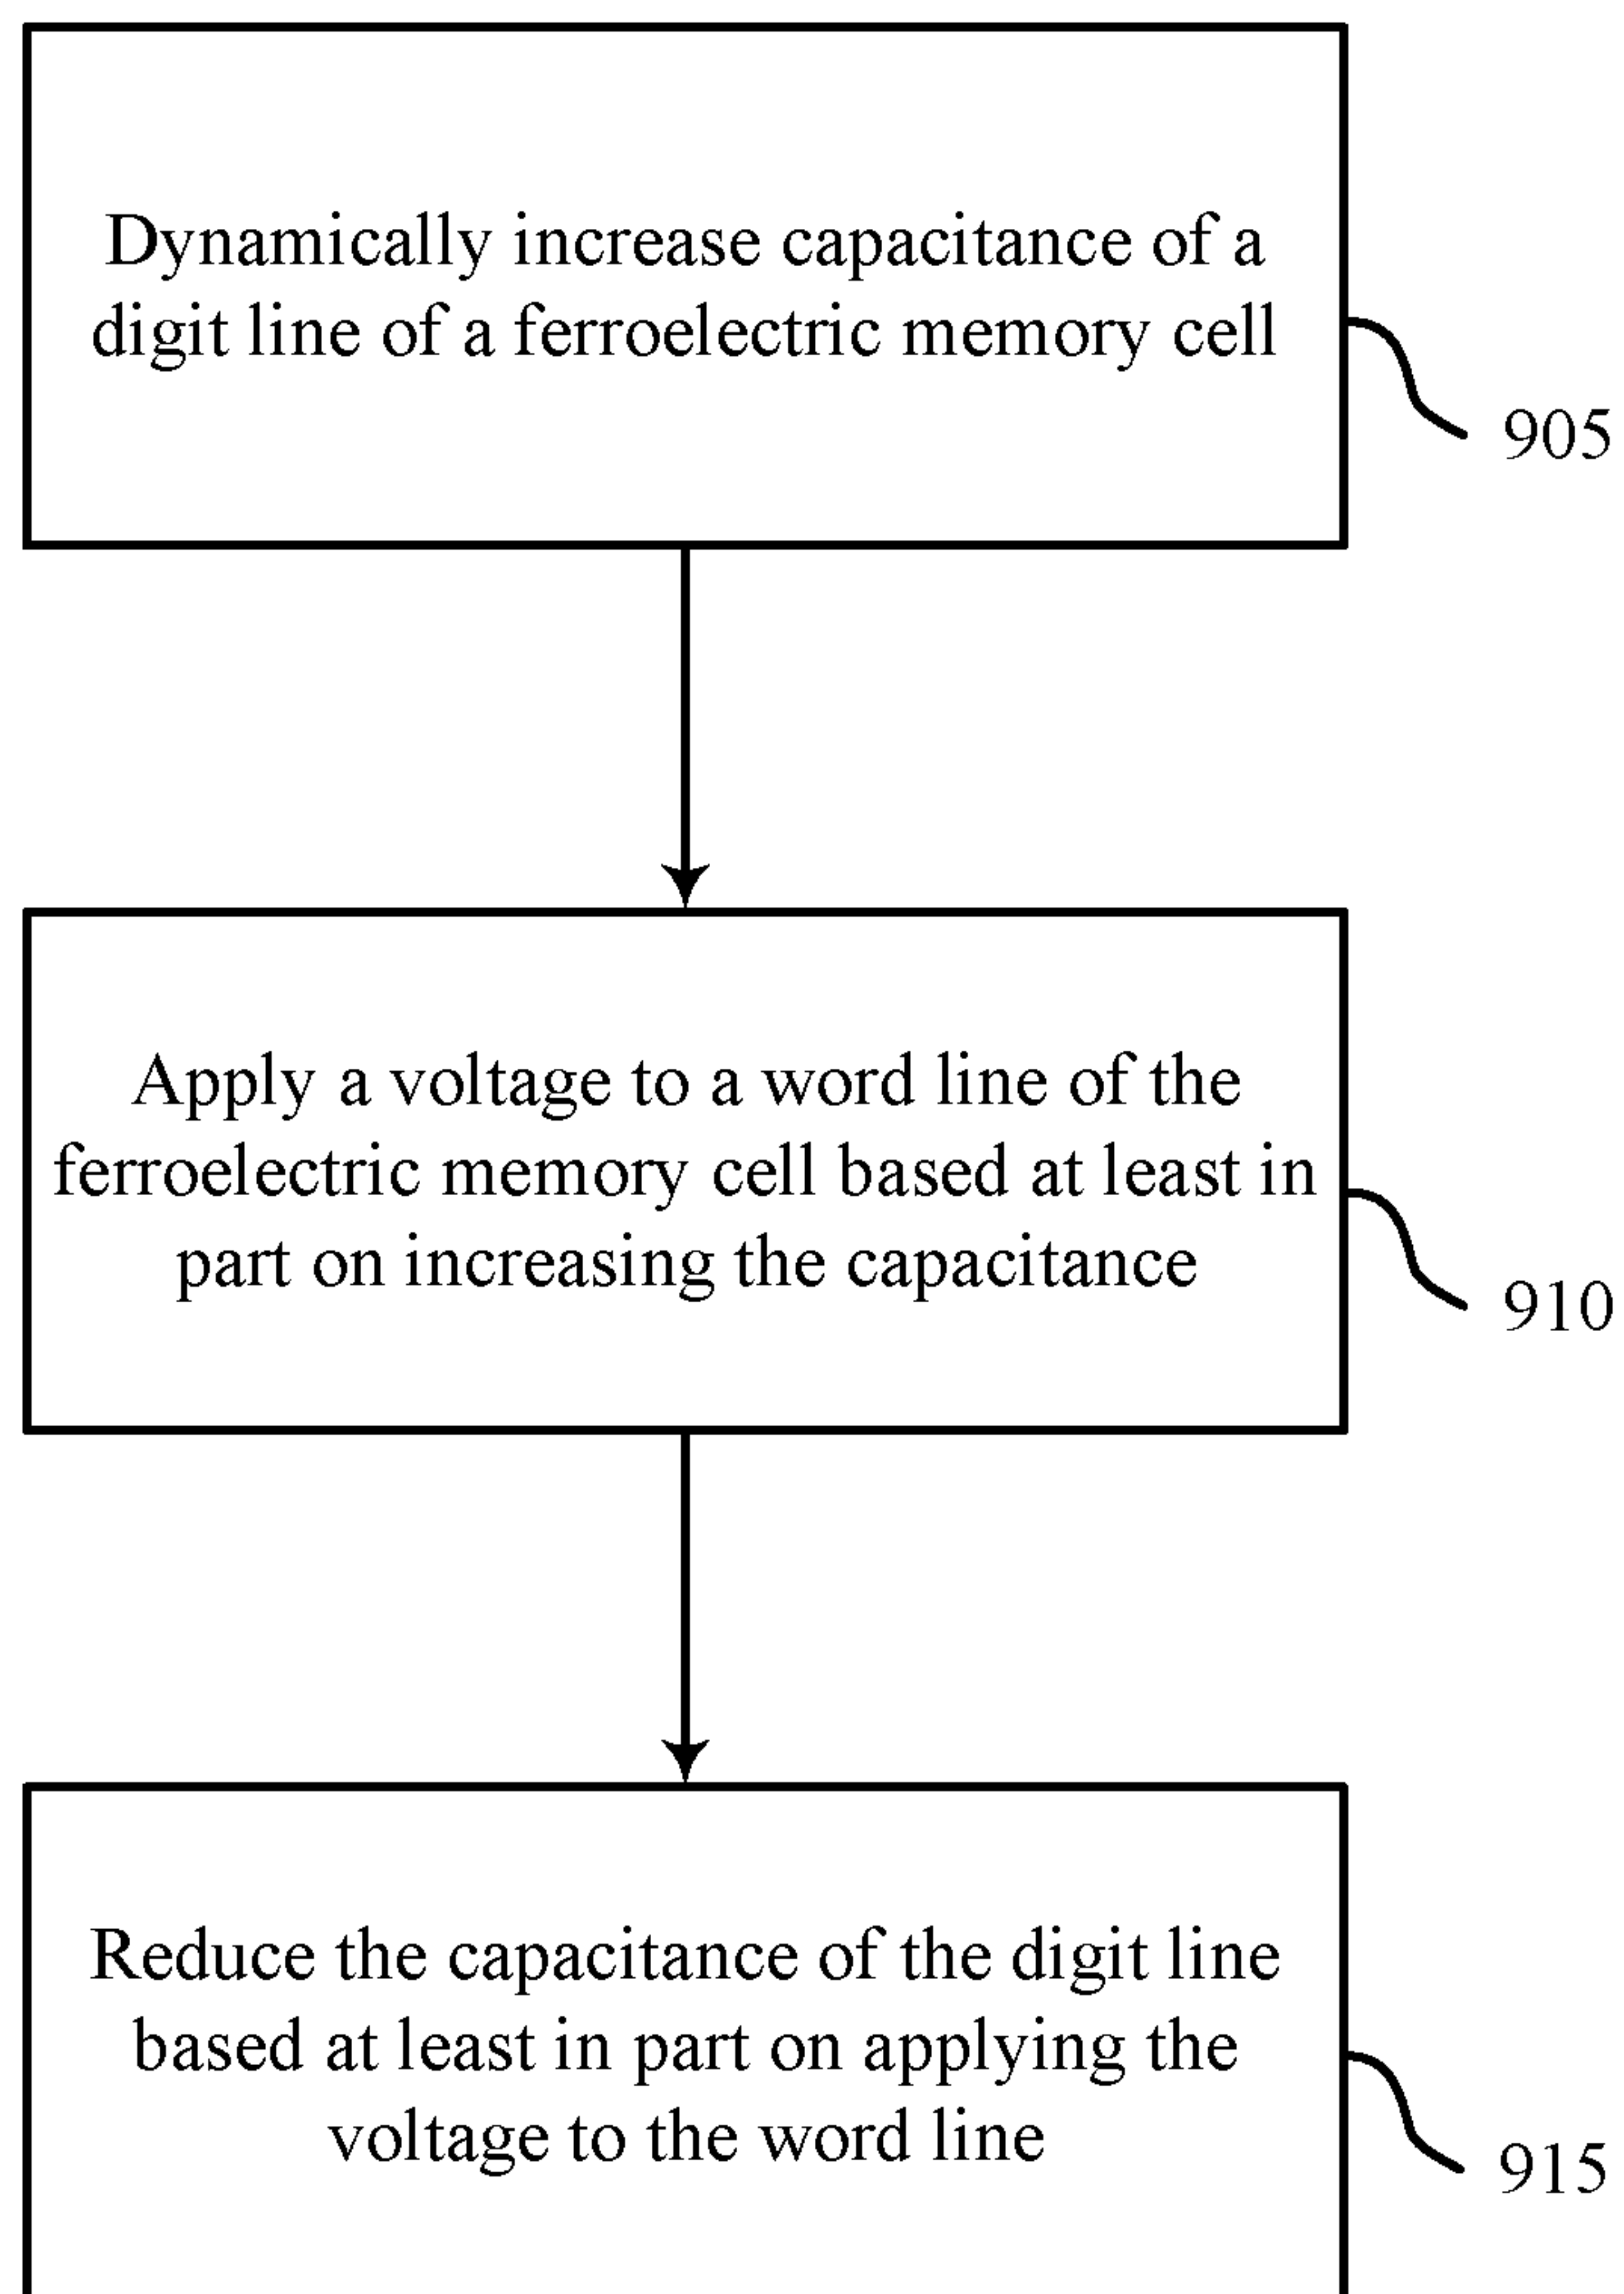 Dynamically increase capacitance of a
digit line of a ferroelectric memory cell
905
Apply a voltage to a word line of the
ferroelectric memory cell based at least in
part on increasing the capacitance
910
Reduce the capacitance of the digit line
based at least in part on applying the
voltage to the word line
915